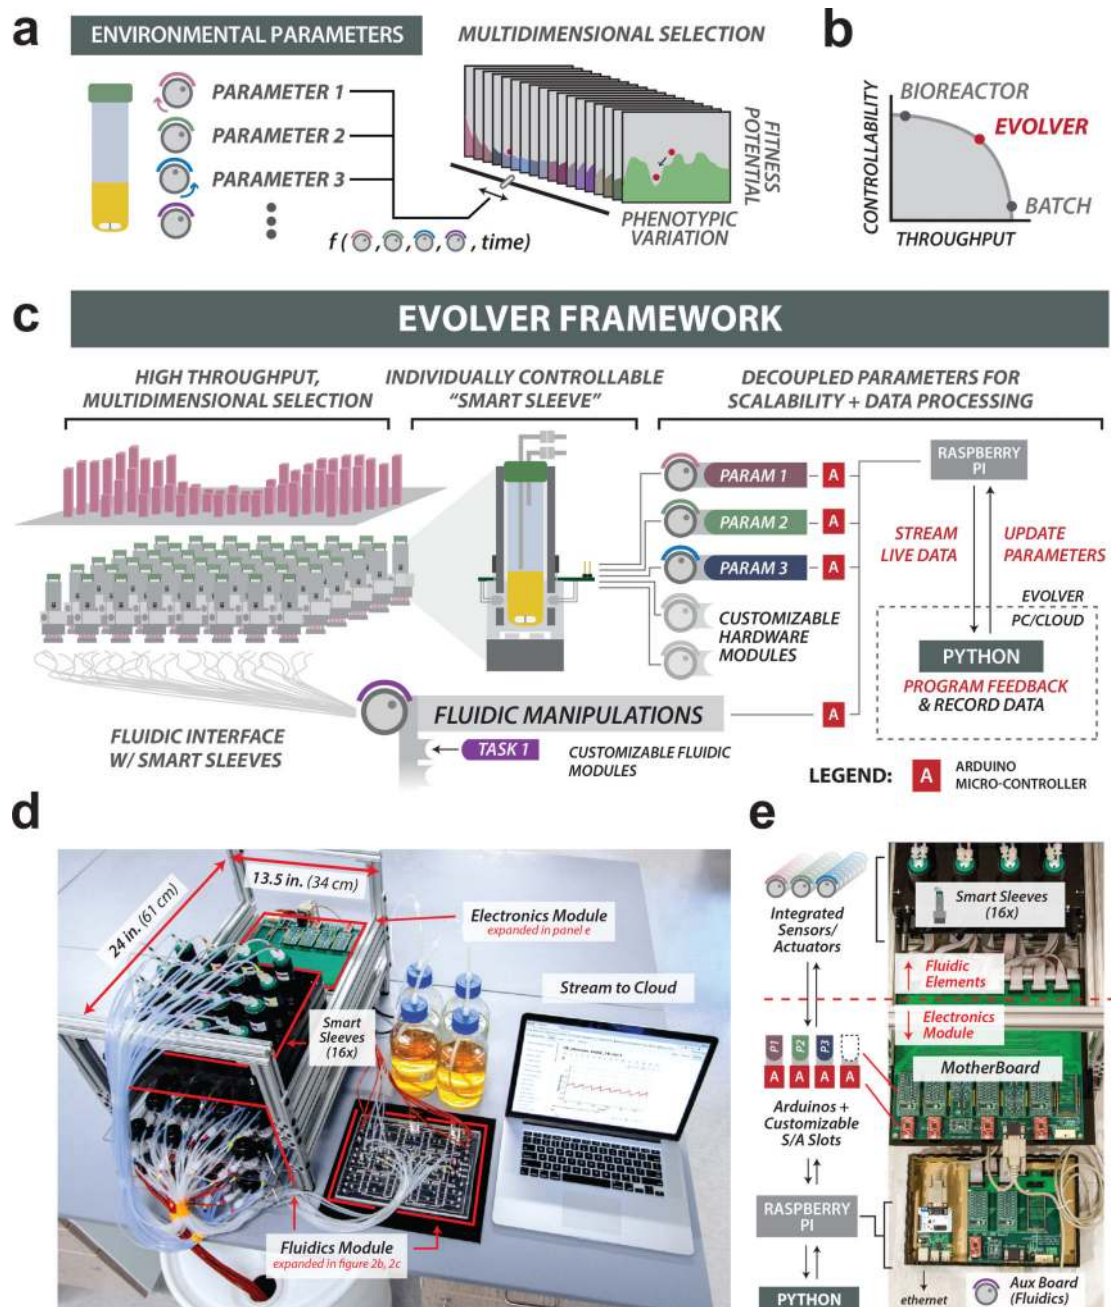 a
ENVIRONMENTAL PARAMETERS
PARAMETER 1
PARAMETER 2
PARAMETER 3
f ( , , , , time)
MULTIDIMENSIONAL SELECTION
FITNESS
POTENTIAL
PHENOTYPIC
VARIATION
b
CONTROLLABILITY
BIOREACTOR
EVOLVER
BATCH
THROUGHPUT
c
EVOLVER FRAMEWORK
HIGH THROUGHPUT,
MULTIDIMENSIONAL SELECTION
INDIVIDUALLY CONTROLLABLE
“SMART SLEEVE”
DECOUPLED PARAMETERS FOR
SCALABILITY + DATA PROCESSING
PARAM 1
A
PARAM 2
A
PARAM 3
A
CUSTOMIZABLE
HARDWARE
MODULES
RASPBERRY
PI
STREAM
LIVE DATA
UPDATE
PARAMETERS
EVOLVER
PC/CLOUD
PYTHON
PROGRAM FEEDBACK
& RECORD DATA
FLUIDIC INTERFACE
W/ SMART SLEEVES
FLUIDIC MANIPULATIONS
A
TASK 1
CUSTOMIZABLE FLUIDIC
MODULES
LEGEND:
A
ARDUINO
MICRO-CONTROLLER
d
24 in. (61 cm)
13.5 in. (34 cm)
Electronics Module
expanded in panel e
Smart
Sleeves
(16x)
Stream to Cloud
Fluidics Module
expanded in figure 2b, 2c
e
Integrated
Sensors/
Actuators
P1
P2
P3
A
A
A
A
Arduinos +
Customizable
S/A Slots
RASPBERRY
PI
PYTHON
Smart Sleeves
(16x)
Fluidic
Elements
Electronics
Module
MotherBoard
ethernet
Aux Board
(Fluidics)